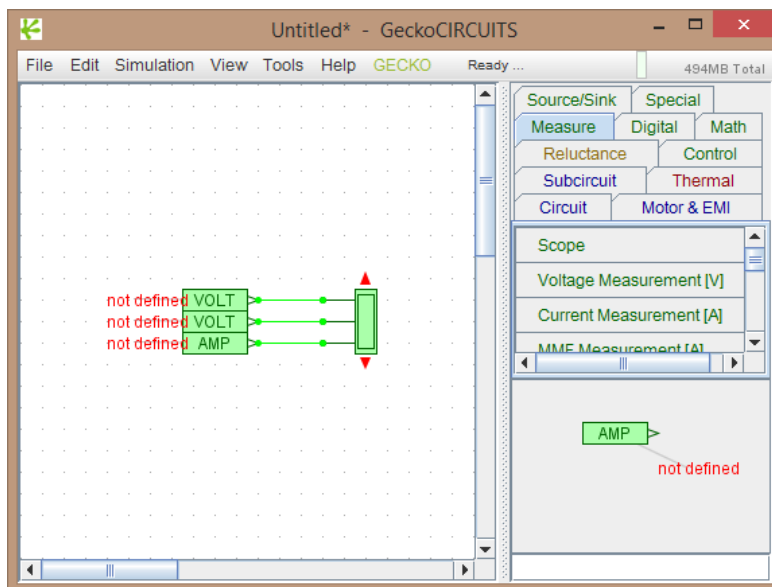 Untitled* - GeckoCIRCUITS
File Edit Simulation View Tools Help GECKO Ready ... 494MB Total
Source/Sink Special
Measure Digital Math
Reluctance Control
Subcircuit Thermal
Circuit Motor & EMI
Scope
Voltage Measurement [V]
Current Measurement [A]
MMF Measurement [A]
not defined VOLT
not defined VOLT
not defined AMP
AMP
not defined